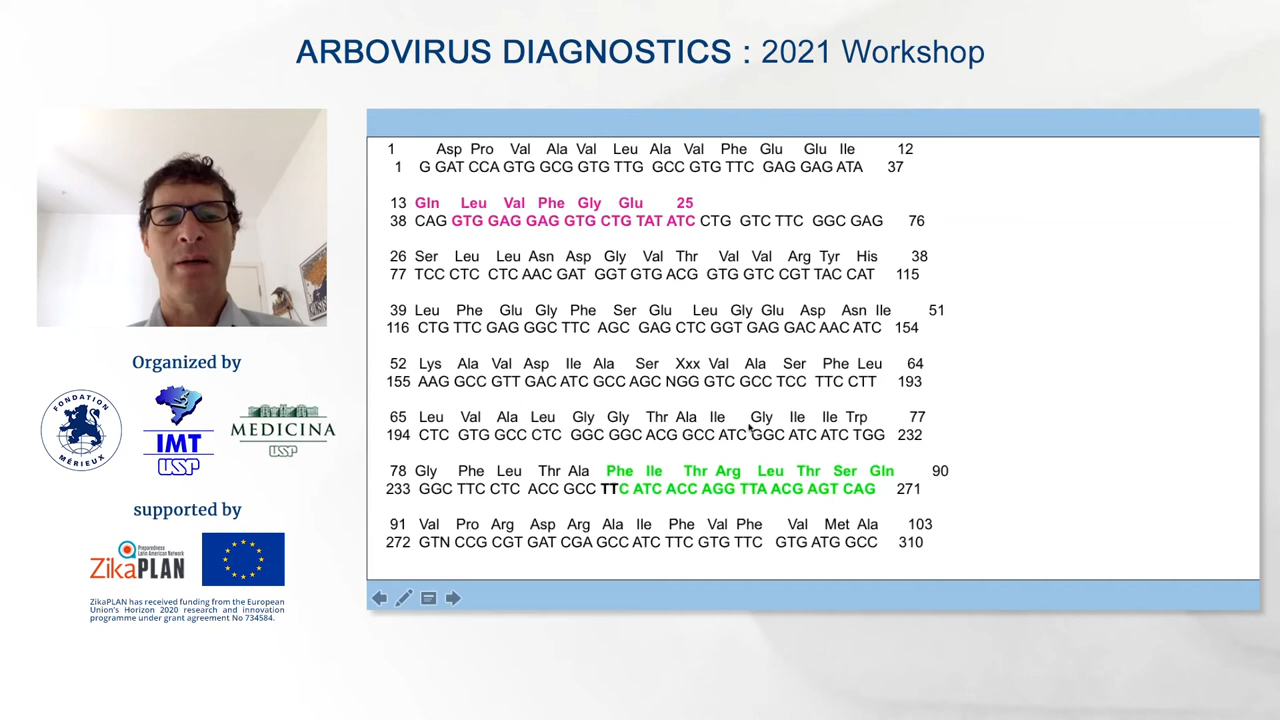 ARBOVIRUS DIAGNOSTICS : 2021 Workshop
1 Asp Pro Val Ala Val Leu Ala Val Phe Glu Glu Ile 12
1 G GAT CCA GTG GCG GTG TTG GCC GTG TTC GAG GAG ATA 37
13 Gln Leu Val Phe Gly Glu 25
38 CAG GTG GAG GAG GTG CTG TAT ATC CTG GTC TTC GGC GAG 76
26 Ser Leu Leu Asn Asp Gly Val Thr Val Val Arg Tyr His 38
77 TCC CTC CTC AAC GAT GGT GTG ACG GTG GTC CGT TAC CAT 115
39 Leu Phe Glu Gly Phe Ser Glu Leu Gly Glu Asp Asn Ile 51
116 CTG TTC GAG GGC TTC AGC GAG CTC GGT GAG GAC AAC ATC 154
52 Lys Ala Val Asp Ile Ala Ser Xxx Val Ala Ser Phe Leu 64
155 AAG GCC GTT GAC ATC GCC AGC NGG GTC GCC TCC TTC CTT 193
65 Leu Val Ala Leu Gly Gly Thr Ala Ile Gly Ile Ile Trp 77
194 CTC GTG GCC CTC GGC GGC ACG GCC ATC GGC ATC ATC TGG 232
78 Gly Phe Leu Thr Ala Phe Ile Thr Arg Leu Thr Ser Gln 90
233 GGC TTC CTC ACC GCC TTC ATC ACC AGG TTA ACG AGT CAG 271
91 Val Pro Arg Asp Arg Ala Ile Phe Val Phe Val Met Ala 103
272 GTN CCG CGT GAT CGA GCC ATC TTC GTG TTC GTG ATG GCC 310
Organized by
FONDATION
MÉRIEUX
IMT
USP
MEDICINA
USP
supported by
Preparedness
Latin American Network
ZikaPLAN
ZikaPLAN has received funding from the European
Union's Horizon 2020 research and innovation
programme under grant agreement No 734584.